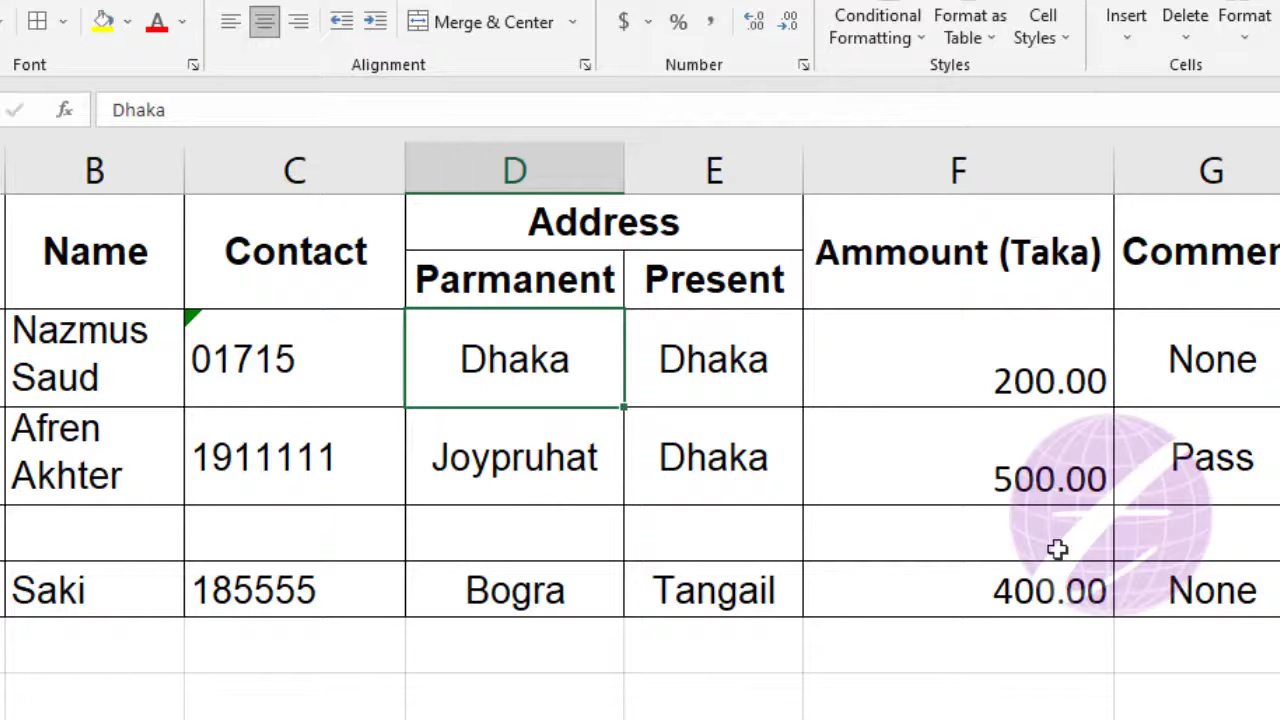 Merge & Center
$ % ,
Conditional Formatting
Format as Table
Cell Styles
Insert
Delete
Format
Font
Alignment
Number
Styles
Cells
fx Dhaka
B C D E F G
Name Contact Address Ammount (Taka) Commen
Parmanent Present
Nazmus Saud 01715 Dhaka Dhaka 200.00 None
Afren Akhter 1911111 Joypruhat Dhaka 500.00 Pass
Saki 185555 Bogra Tangail 400.00 None